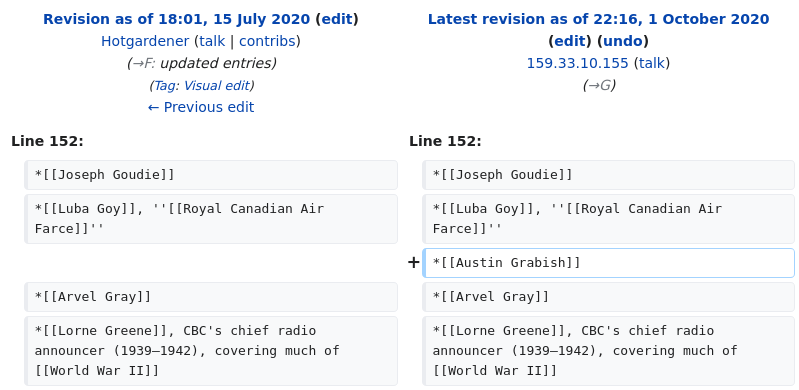 Revision as of 18:01, 15 July 2020 (edit)
Hotgardener (talk | contribs)
(→F: updated entries)
(Tag: Visual edit)
← Previous edit
Latest revision as of 22:16, 1 October 2020
(edit) (undo)
159.33.10.155 (talk)
(→G)
Line 152:
Line 152:
*[[Joseph Goudie]]
*[[Joseph Goudie]]
*[[Luba Goy]], ''[[Royal Canadian Air
Farce]]''
*[[Luba Goy]], ''[[Royal Canadian Air
Farce]]''
+
*[[Austin Grabish]]
*[[Arvel Gray]]
*[[Arvel Gray]]
*[[Lorne Greene]], CBC's chief radio
announcer (1939–1942), covering much of
[[World War II]]
*[[Lorne Greene]], CBC's chief radio
announcer (1939–1942), covering much of
[[World War II]]